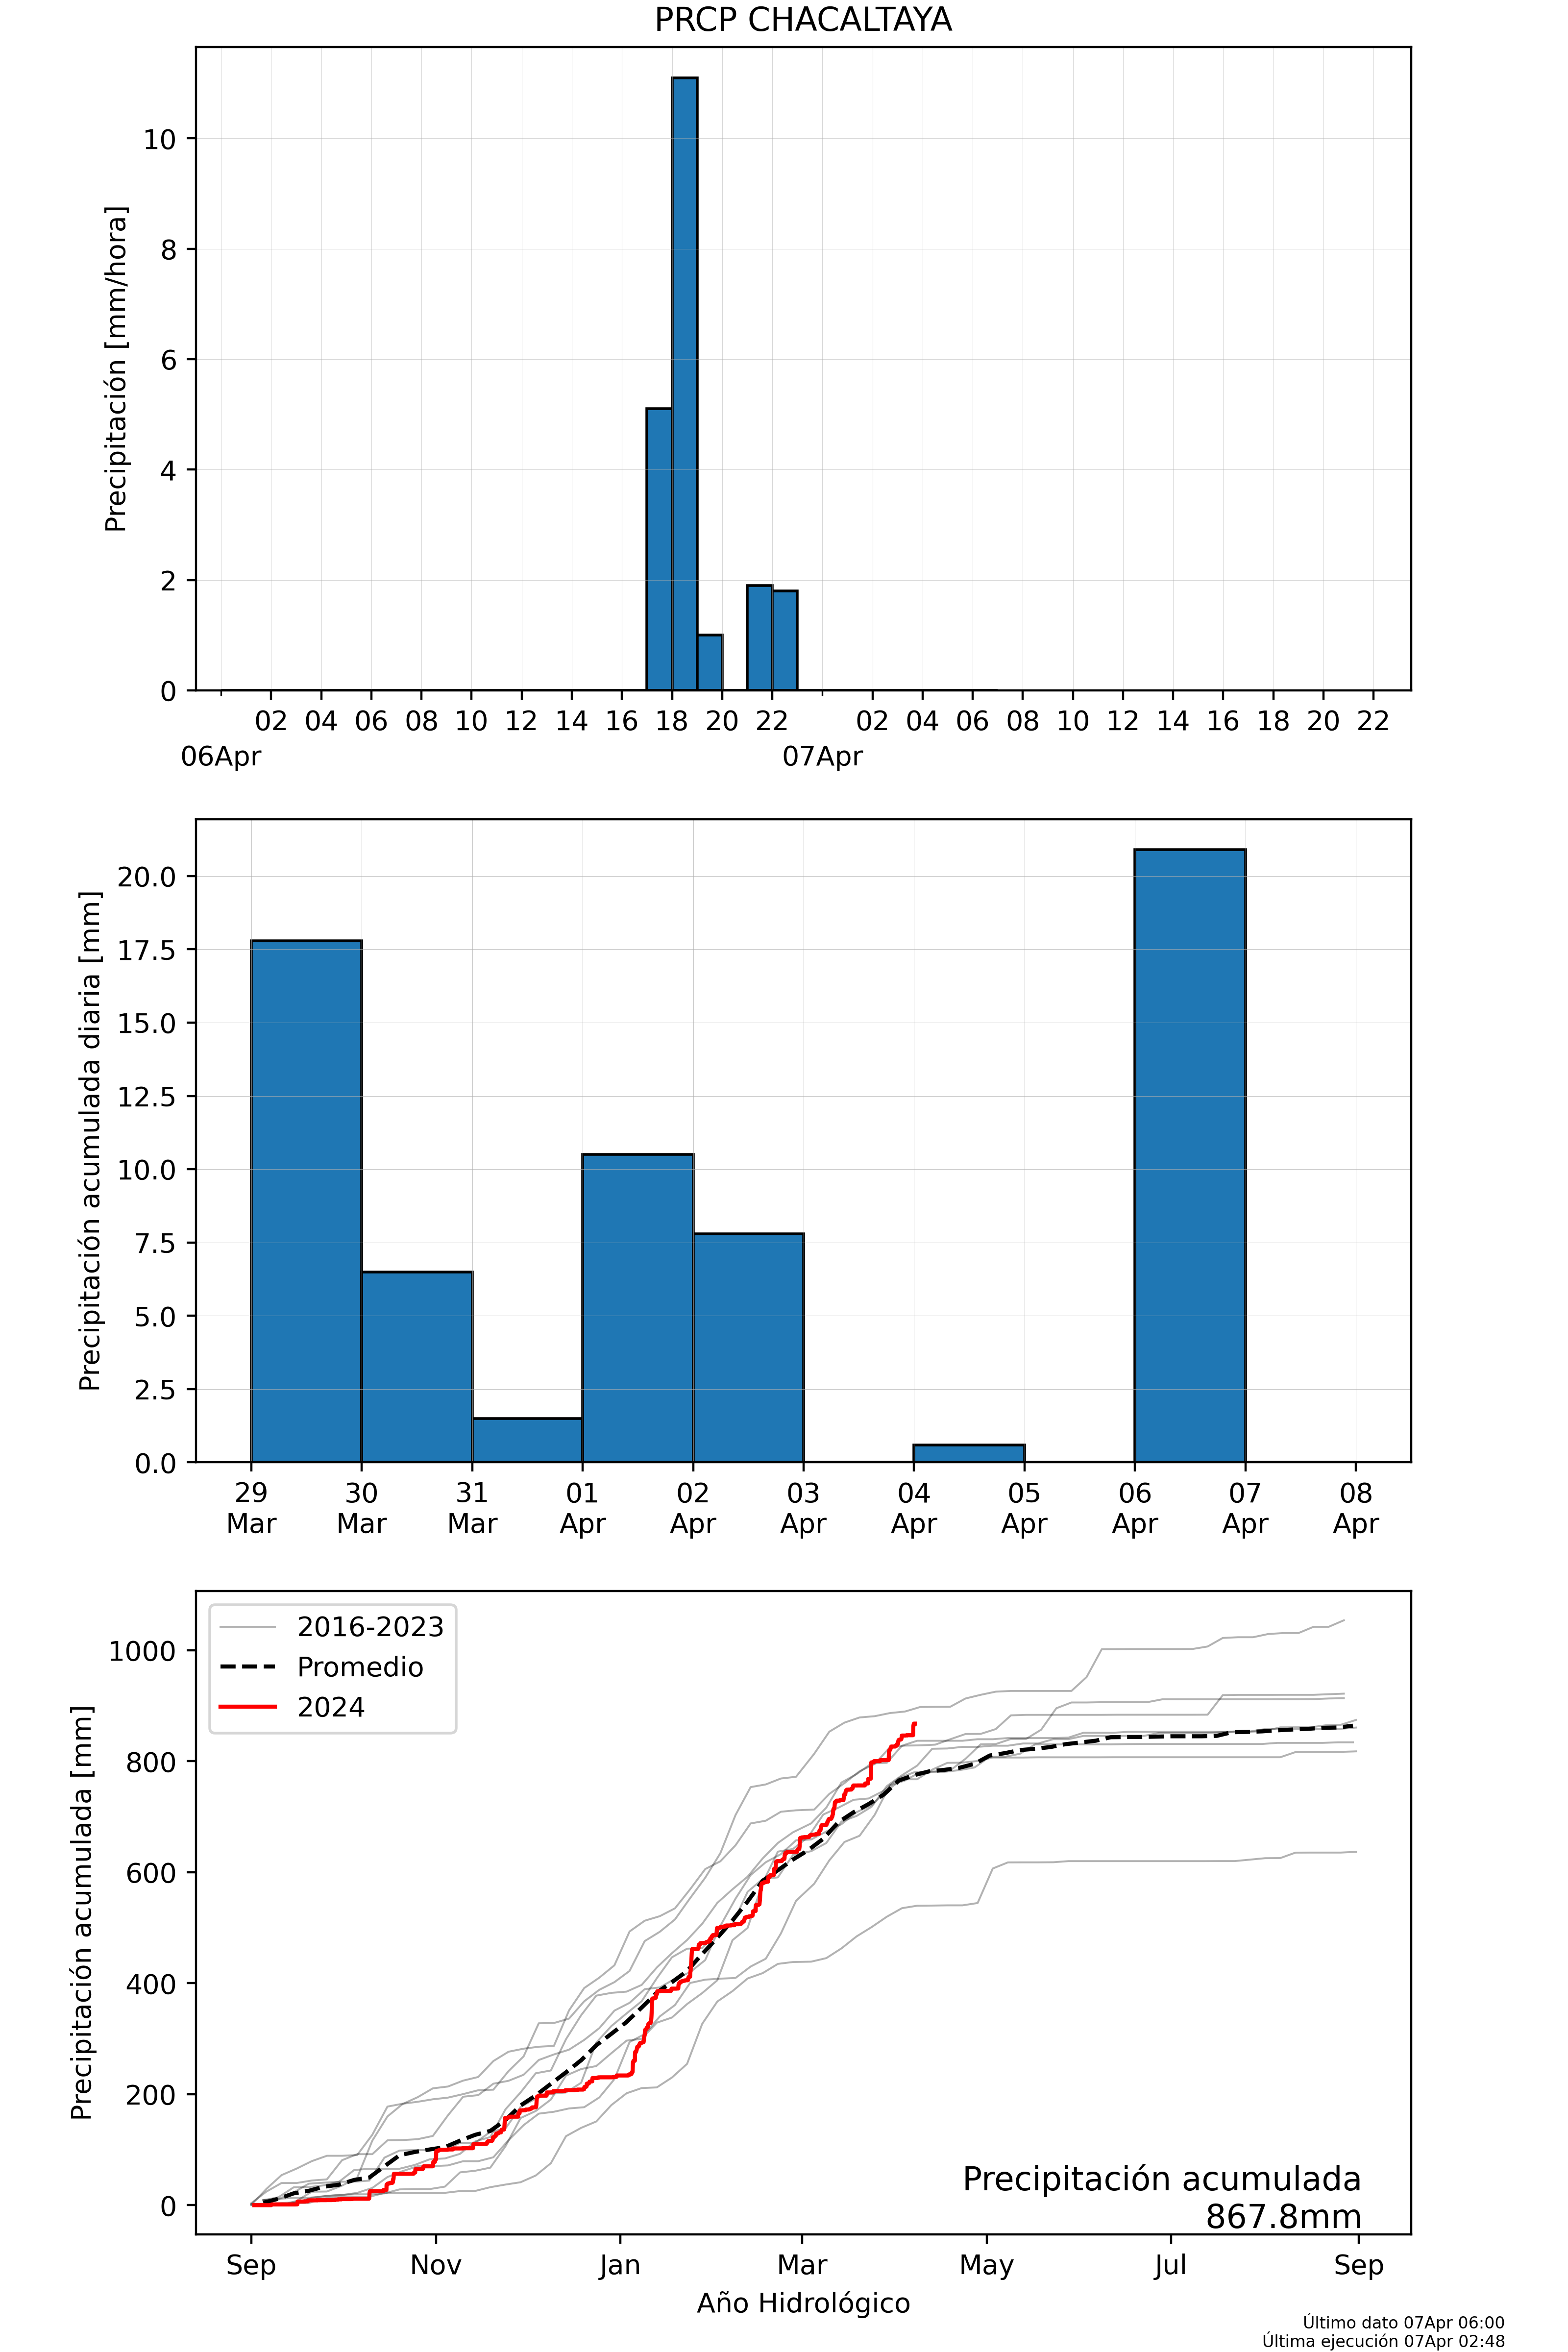 PRCP CHACALTAYA
Precipitación [mm/hora]
10
8
6
4
2
0
02 04 06 08 10 12 14 16 18 20 22 02 04 06 08 10 12 14 16 18 20 22
06Apr 07Apr
Precipitación acumulada diaria [mm]
20.0
17.5
15.0
12.5
10.0
7.5
5.0
2.5
0.0
29 30 31 01 02 03 04 05 06 07 08
Mar Mar Mar Apr Apr Apr Apr Apr Apr Apr Apr
Precipitación acumulada [mm]
1000
800
600
400
200
0
2016-2023
Promedio
2024
Precipitación acumulada
867.8mm
Sep Nov Jan Mar May Jul Sep
Año Hidrológico
Último dato 07Apr 06:00
Última ejecución 07Apr 02:48